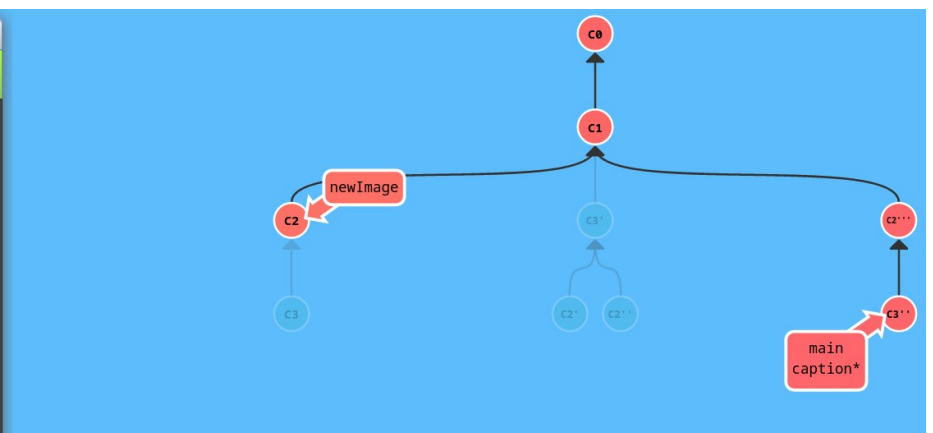 C0
C1
newImage
C2
C3'
C2'''
C3
C2'
C2''
C3''
main
caption*